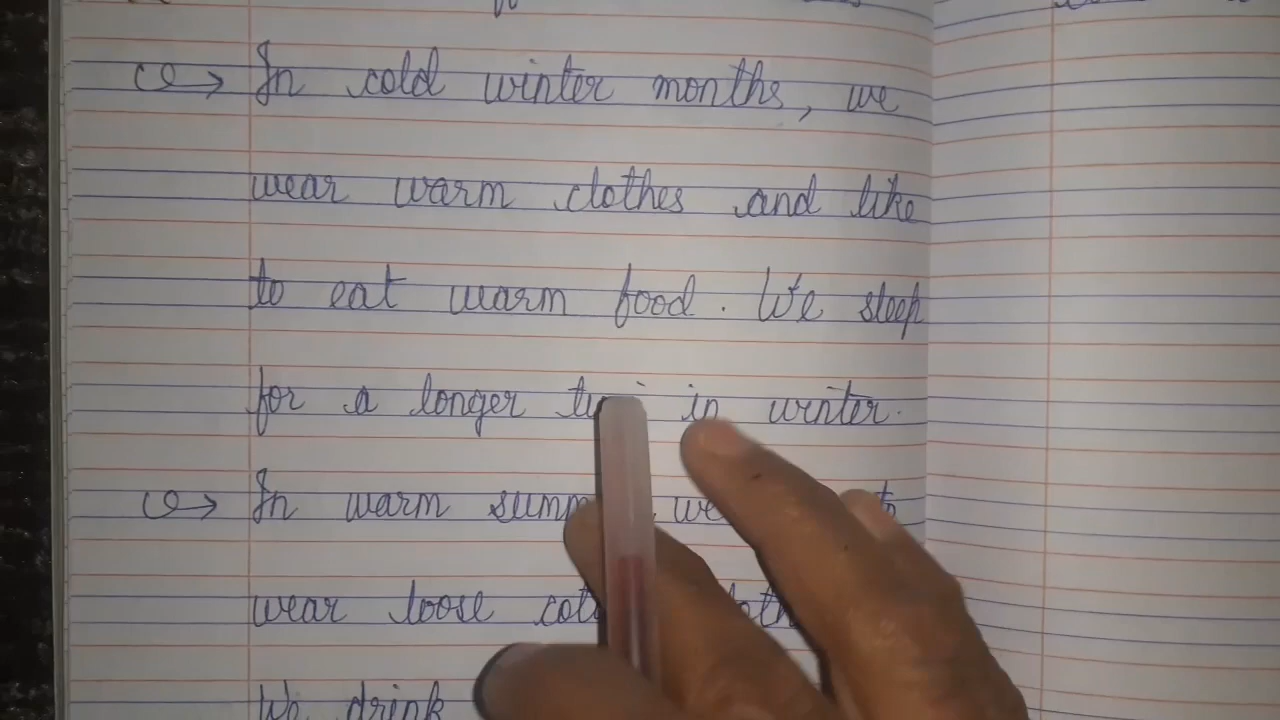 In cold winter months, we
wear warm clothes and like
to eat warm food. We sleep
for a longer in winter.
In warm we
wear loose
We drink